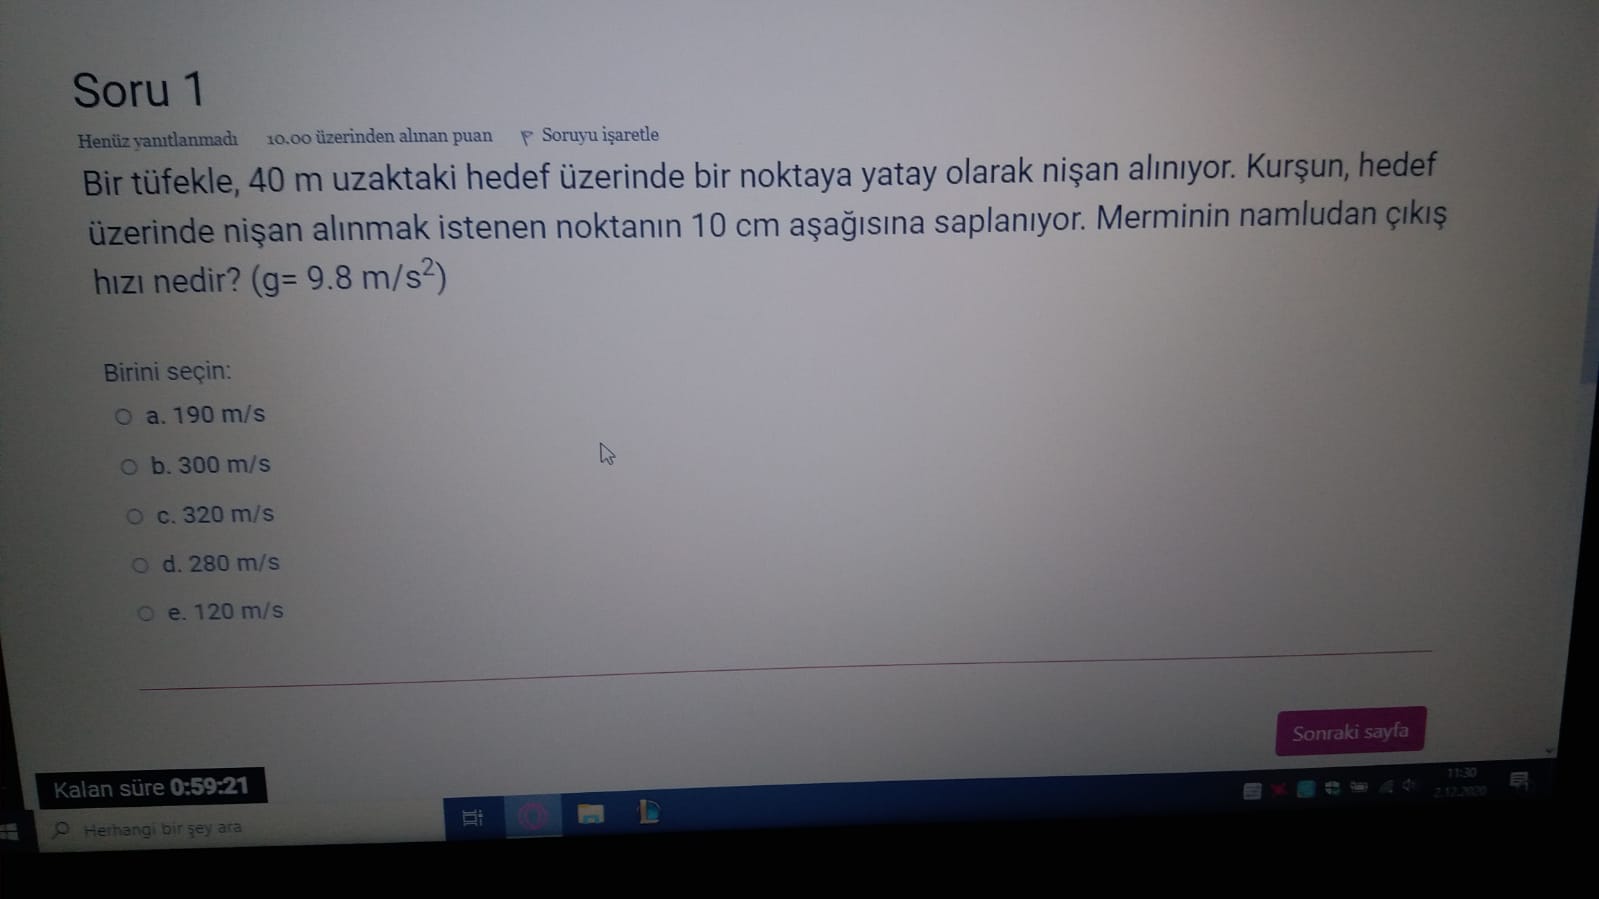 Soru 1
Henüz yanıtlanmadı 10.00 üzerinden alınan puan Soruyu işaretle
Bir tüfekle, 40 m uzaktaki hedef üzerinde bir noktaya yatay olarak nişan alınıyor. Kurşun, hedef
üzerinde nişan alınmak istenen noktanın 10 cm aşağısına saplanıyor. Merminin namludan çıkış
hızı nedir? (g= 9.8 m/s²)
Birini seçin:
a. 190 m/s
b. 300 m/s
c. 320 m/s
d. 280 m/s
e. 120 m/s
Sonraki sayfa
Kalan süre 0:59:21
11:30
2.12.2020
Herhangi bir şey ara